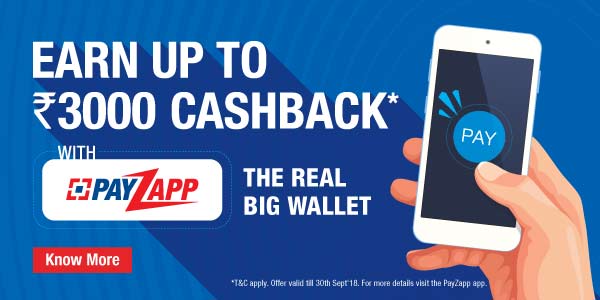 EARN UP TO
₹3000 CASHBACK*
WITH
PAYZAPP
THE REAL
BIG WALLET
PAY
Know More
*T&C apply. Offer valid till 30th Sept'18. For more details visit the PayZapp app.